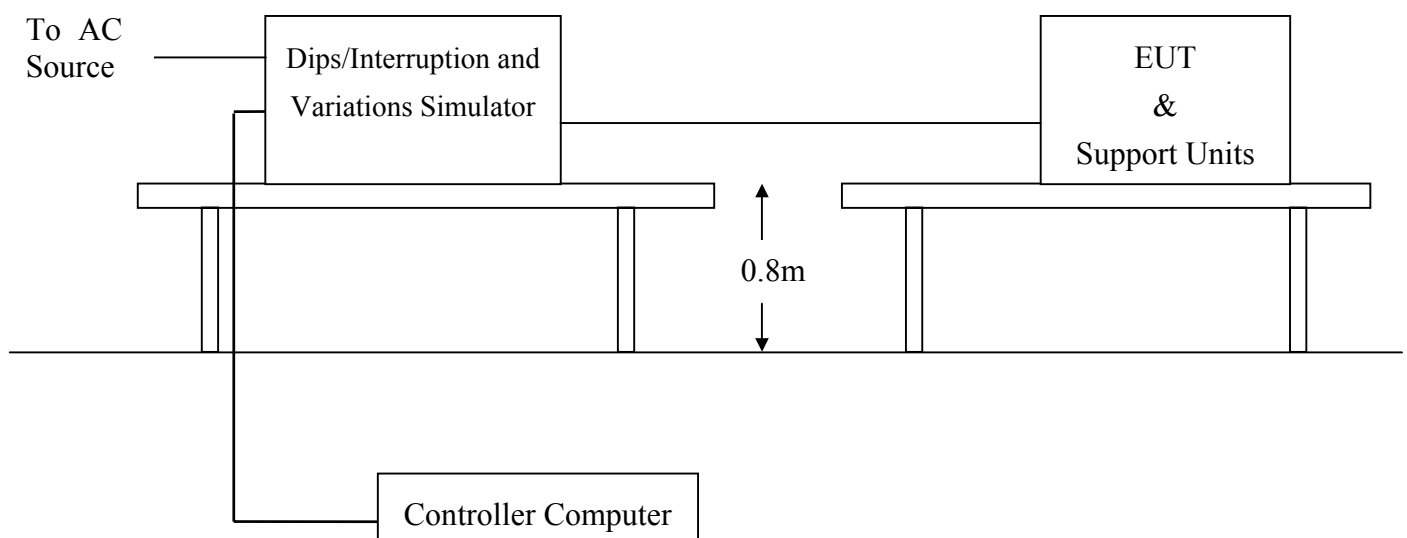 To AC
Source
Dips/Interruption and
Variations Simulator
EUT
&
Support Units
0.8m
Controller Computer